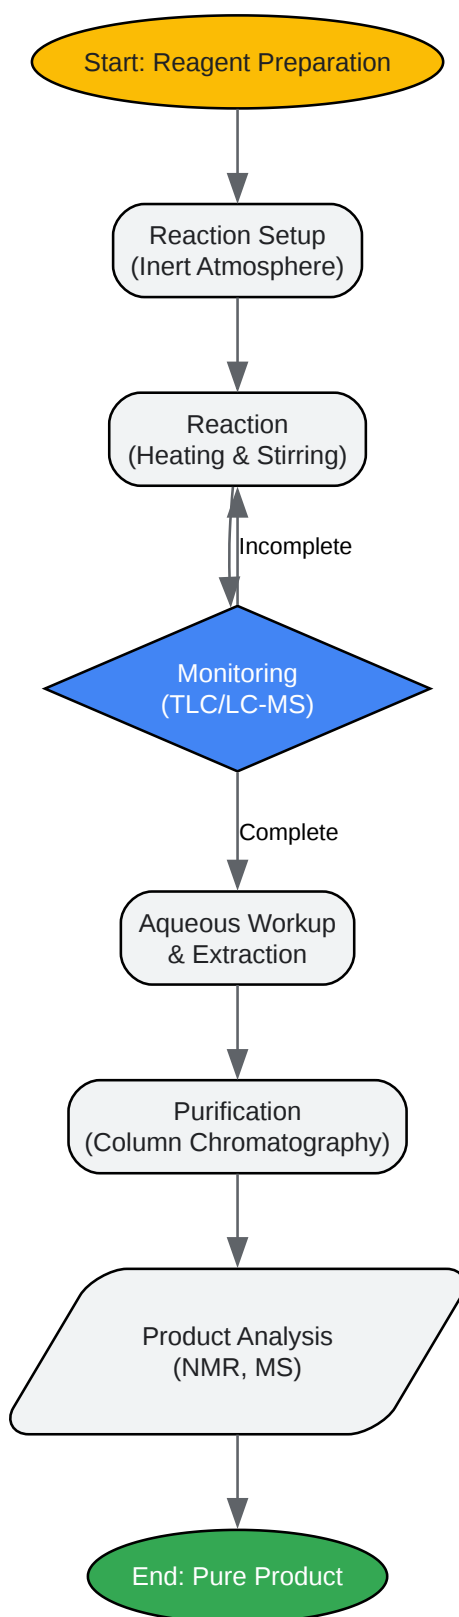 Start: Reagent Preparation
Reaction Setup
(Inert Atmosphere)
Reaction
(Heating & Stirring)
Incomplete
Monitoring
(TLC/LC-MS)
Complete
Aqueous Workup
& Extraction
Purification
(Column Chromatography)
Product Analysis
(NMR, MS)
End: Pure Product